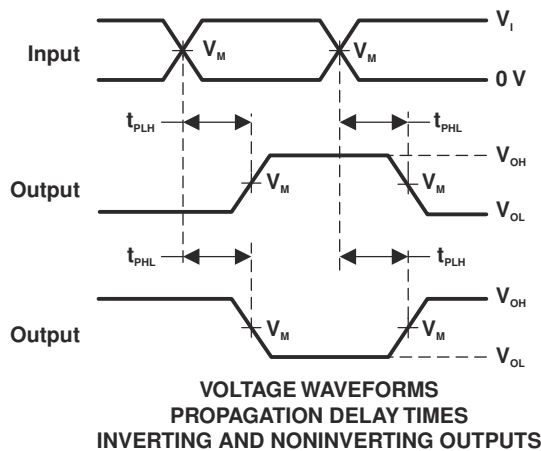 V_I
Input V_M V_M
0 V
t_PLH t_PHL
V_OH
Output V_M V_M
V_OL
t_PHL t_PLH
V_OH
Output V_M V_M
V_OL
VOLTAGE WAVEFORMS
PROPAGATION DELAY TIMES
INVERTING AND NONINVERTING OUTPUTS